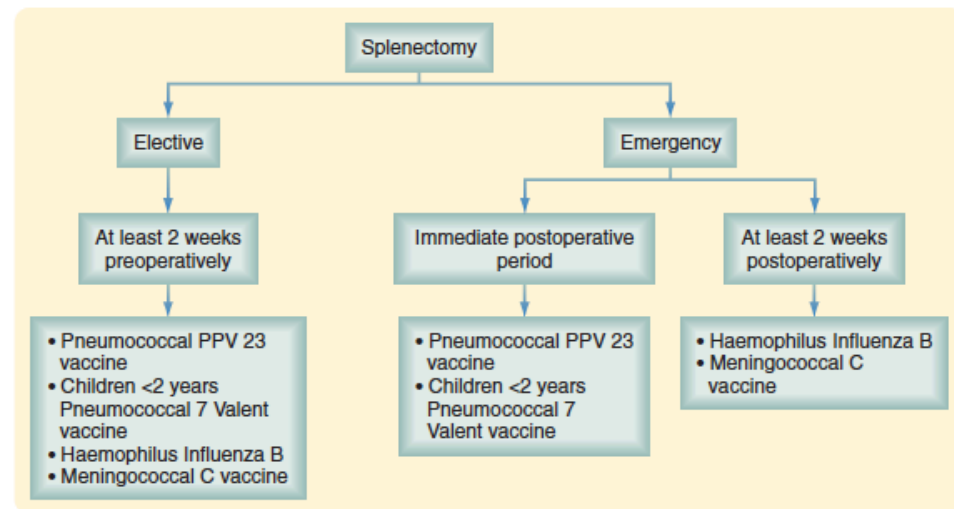 Splenectomy
Elective
Emergency
At least 2 weeks
preoperatively
Immediate postoperative
period
At least 2 weeks
postoperatively
• Pneumococcal PPV 23
vaccine
• Children <2 years
Pneumococcal 7 Valent
vaccine
• Haemophilus Influenza B
• Meningococcal C vaccine
• Pneumococcal PPV 23
vaccine
• Children <2 years
Pneumococcal 7
Valent vaccine
• Haemophilus Influenza B
• Meningococcal C
vaccine